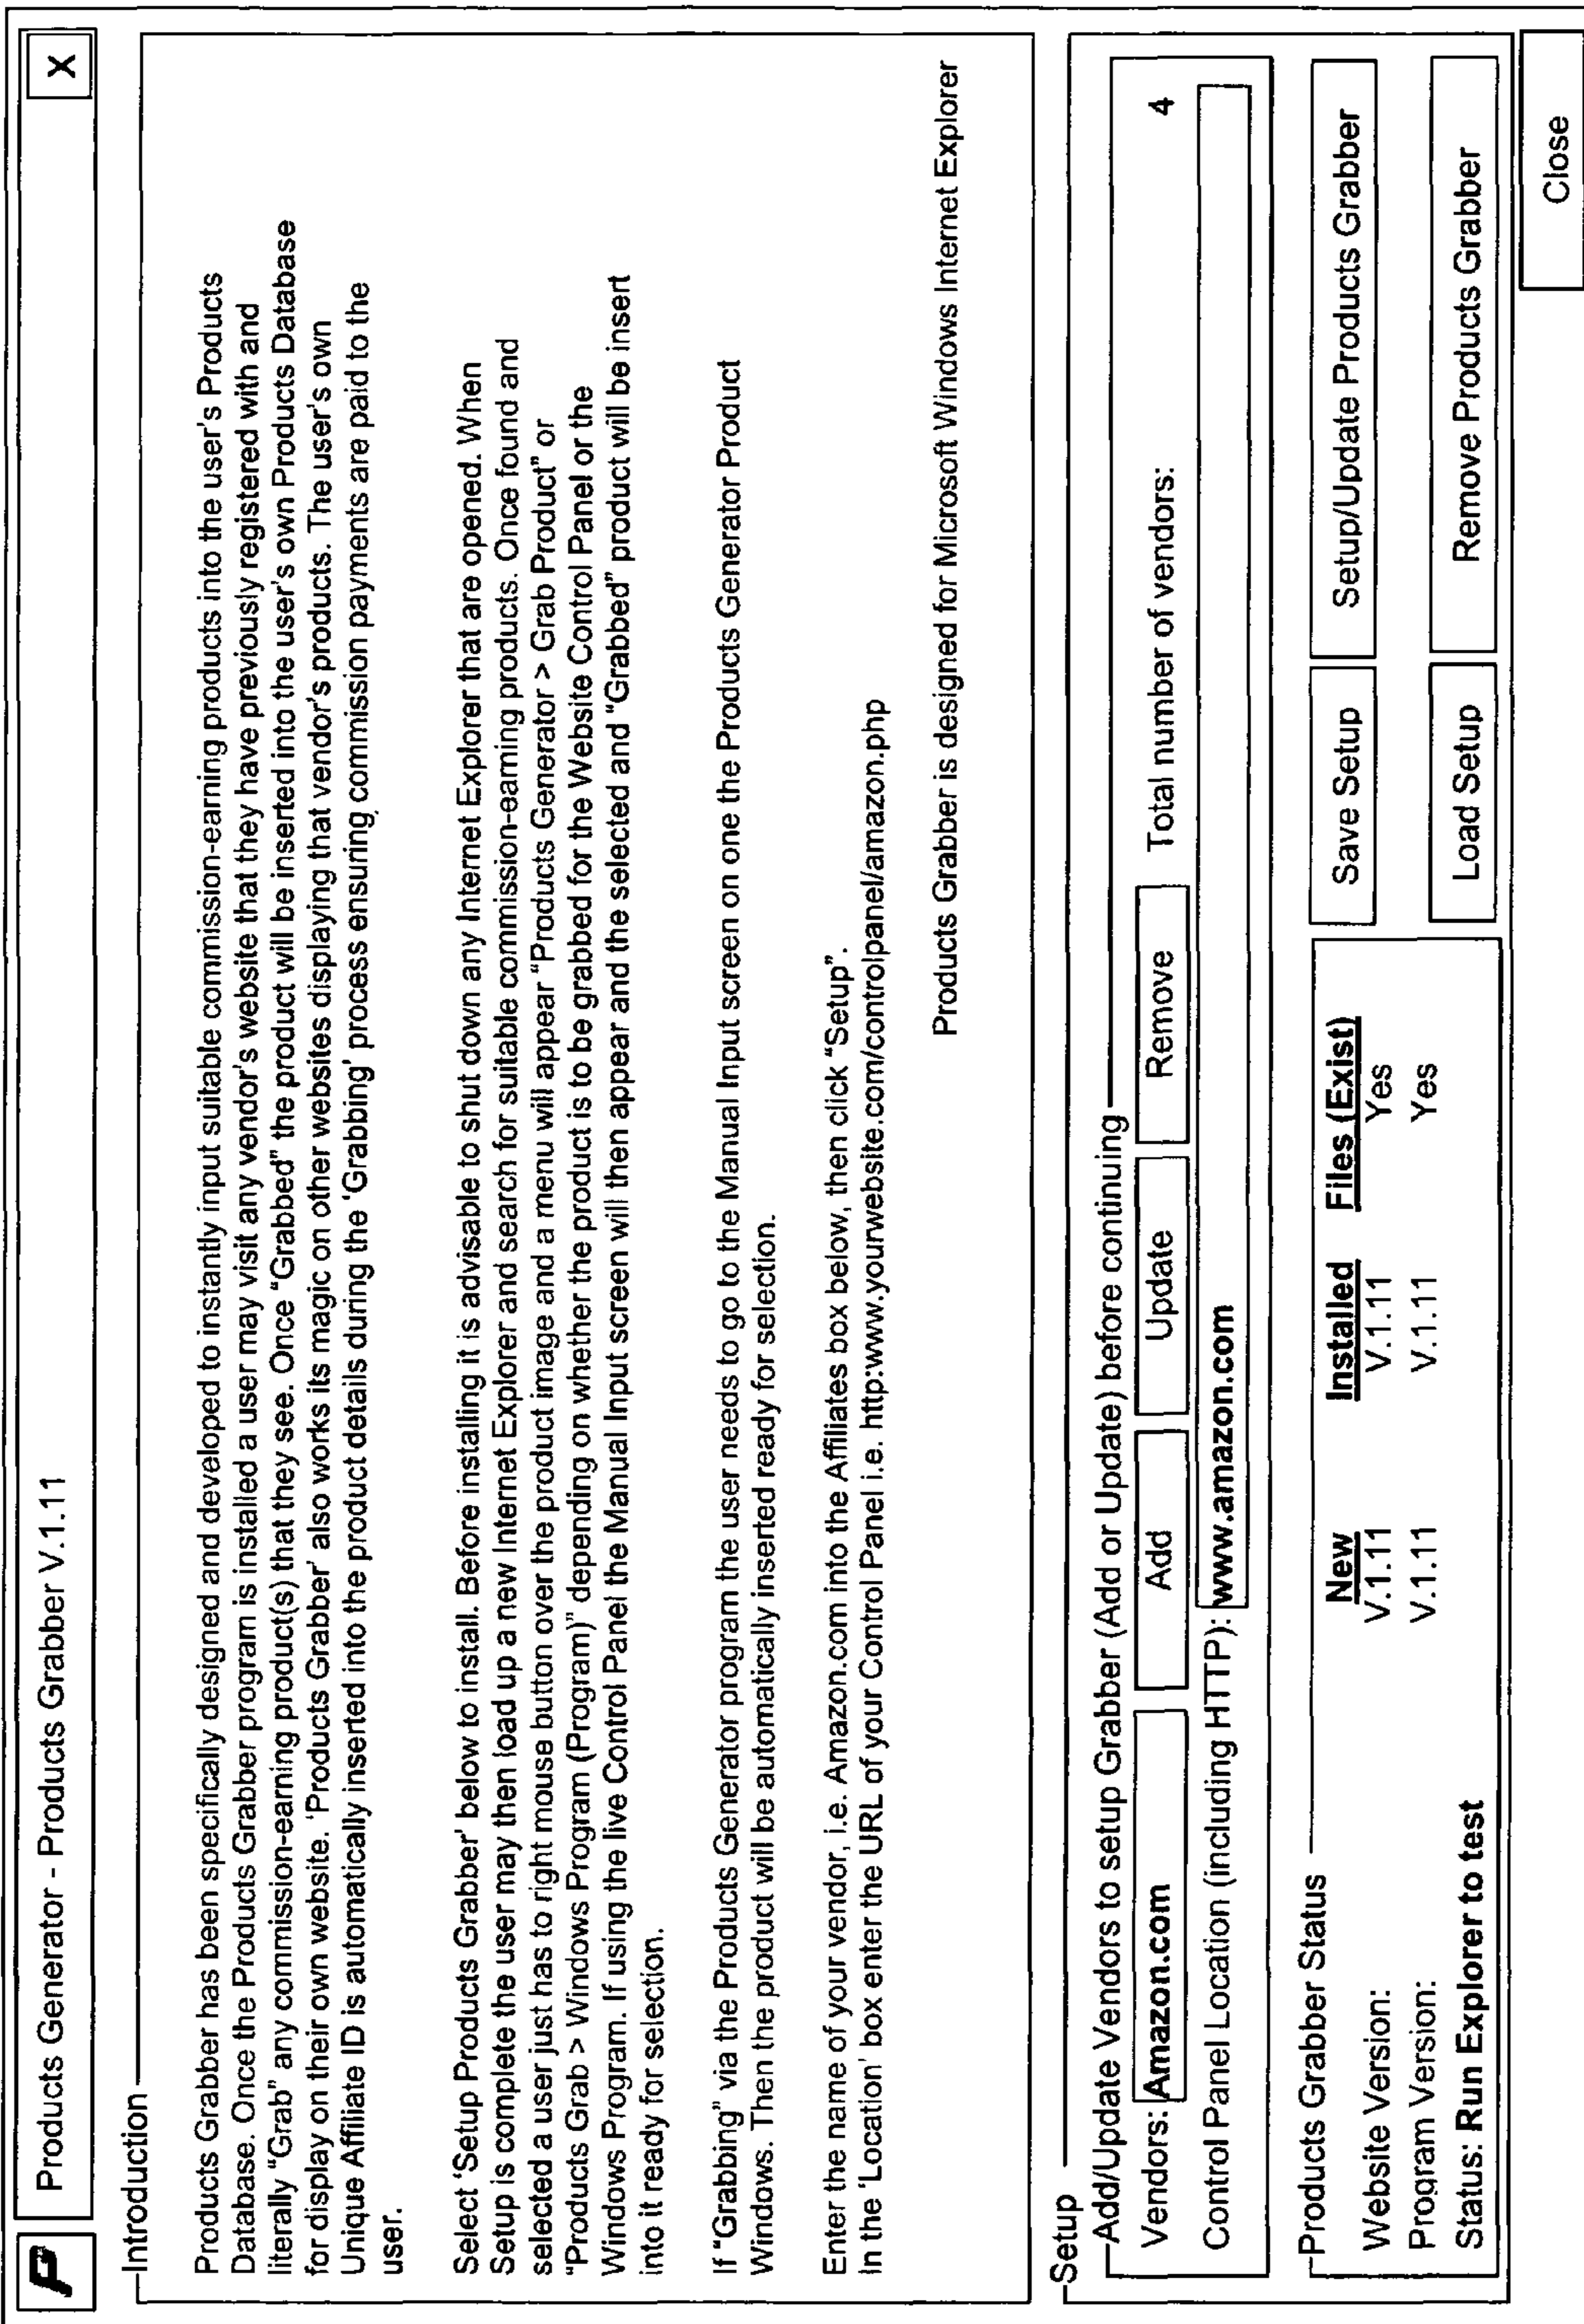 Products Generator - Products Grabber V.1.11
X
Introduction
Products Grabber has been specifically designed and developed to instantly input suitable commission-earning products into the user's Products
Database. Once the Products Grabber program is installed a user may visit any vendor's website that they have previously registered with and
literally "Grab" any commission-earning product(s) that they see. Once "Grabbed" the product will be inserted into the user's own Products Database
for display on their own website. 'Products Grabber' also works its magic on other websites displaying that vendor's products. The user's own
Unique Affiliate ID is automatically inserted into the product details during the 'Grabbing' process ensuring commission payments are paid to the
user.
Select 'Setup Products Grabber' below to install. Before installing it is advisable to shut down any Internet Explorer that are opened. When
Setup is complete the user may then load up a new Internet Explorer and search for suitable commission-earning products. Once found and
selected a user just has to right mouse button over the product image and a menu will appear "Products Generator > Grab Product" or
"Products Grab > Windows Program (Program)" depending on whether the product is to be grabbed for the Website Control Panel or the
Windows Program. If using the live Control Panel the Manual Input screen will then appear and the selected and "Grabbed" product will be insert
into it ready for selection.
If "Grabbing" via the Products Generator program the user needs to go to the Manual Input screen on one the Products Generator Product
Windows. Then the product will be automatically inserted ready for selection.
Enter the name of your vendor, i.e. Amazon.com into the Affiliates box below, then click "Setup".
In the 'Location' box enter the URL of your Control Panel i.e. http:www.yourwebsite.com/controlpanel/amazon.php
Products Grabber is designed for Microsoft Windows Internet Explorer
Setup
Add/Update Vendors to setup Grabber (Add or Update) before continuing
Vendors: Amazon.com Add Update Remove Total number of vendors: 4
Control Panel Location (including HTTP): www.amazon.com
Products Grabber Status
New Installed Files (Exist)
Website Version: V.1.11 V.1.11 Yes
Program Version: V.1.11 V.1.11 Yes
Status: Run Explorer to test
Save Setup Setup/Update Products Grabber
Load Setup Remove Products Grabber
Close